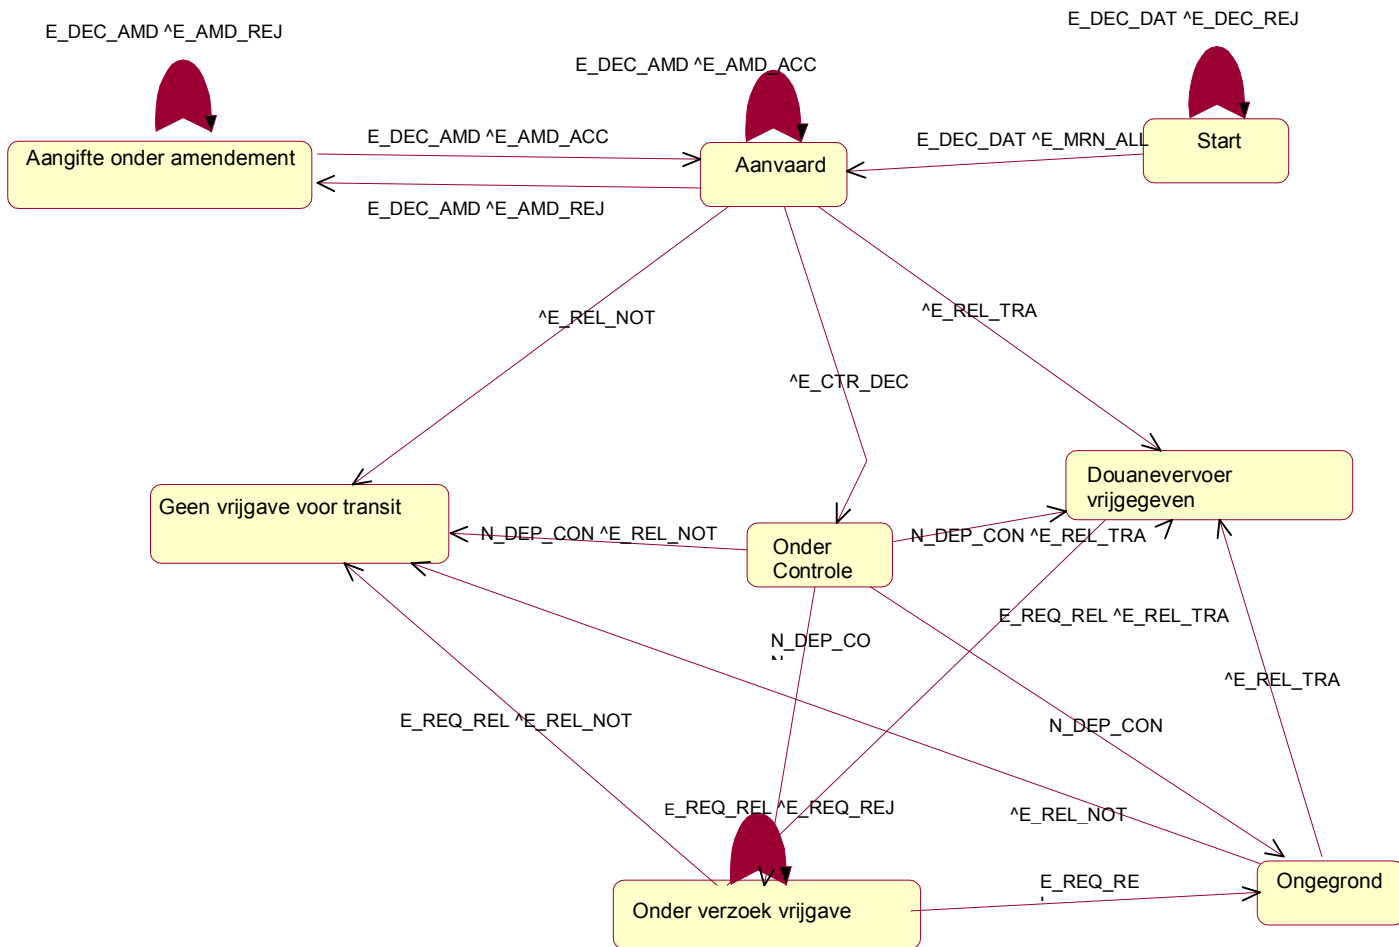 E_DEC_DAT ^E_DEC_REJ
E_DEC_AMD ^E_AMD_REJ
E_DEC_AMD ^E_AMD_ACC
E_DEC_AMD ^E_AMD_ACC
E_DEC_DAT ^E_MRN_ALL
Start
Aangifte onder amendement
Aanvaard
E_DEC_AMD ^E_AMD_REJ
^E_REL_NOT
^E_REL_TRA
^E_CTR_DEC
Douanevervoer
vrijgegeven
Geen vrijgave voor transit
N_DEP_CON ^E_REL_NOT
N_DEP_CON ^E_REL_TRA
Onder
Controle
E_REQ_REL ^E_REL_TRA
N_DEP_CO
^E_REL_TRA
E_REQ_REL ^E_REL_NOT
N_DEP_CON
E_REQ_REL ^E_REQ_REJ
^E_REL_NOT
E_REQ_RE
Ongegrond
Onder verzoek vrijgave